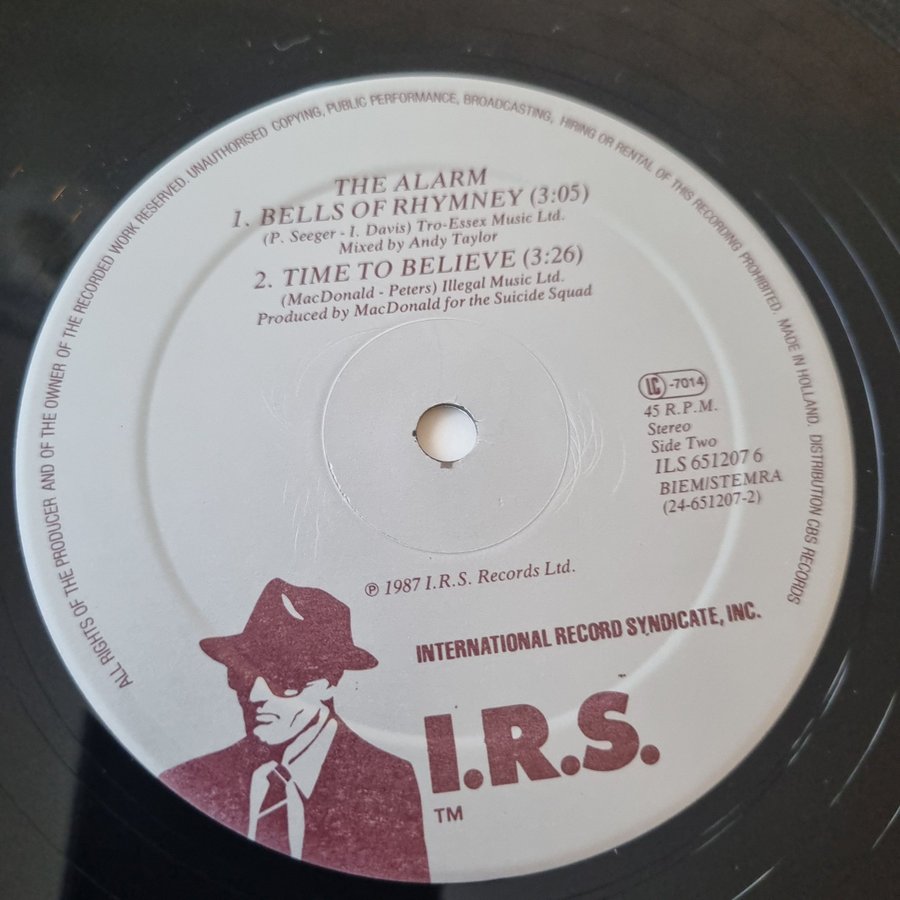 ALL RIGHTS OF THE PRODUCER AND OF THE OWNER OF THE RECORDED WORK RESERVED. UNAUTHORISED COPYING, PUBLIC PERFORMANCE, BROADCASTING, HIRING OR RENTAL OF THIS RECORDING PROHIBITED. MADE IN HOLLAND. DISTRIBUTION CBS RECORDS
THE ALARM
1. BELLS OF RHYMNEY (3:05)
(P. Seeger - I. Davis) Tro-Essex Music Ltd.
Mixed by Andy Taylor
2. TIME TO BELIEVE (3:26)
(MacDonald - Peters) Illegal Music Ltd.
Produced by MacDonald for the Suicide Squad
LC -7014
45 R.P.M.
Stereo
Side Two
ILS 651207 6
BIEM/STEMRA
(24-651207-2)
℗ 1987 I.R.S. Records Ltd.
INTERNATIONAL RECORD SYNDICATE, INC.
I.R.S.
TM